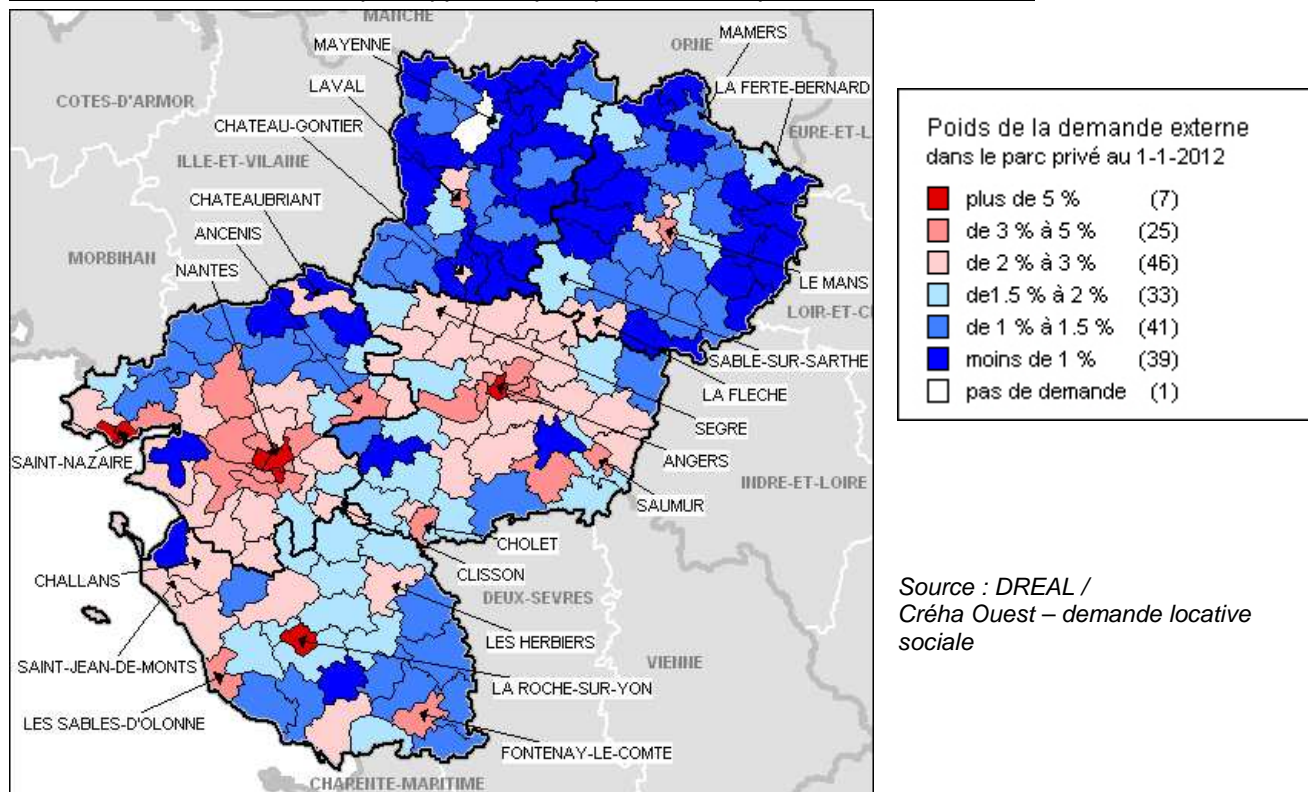 MANCHE
MAYENNE
ORNE
MAMERS
LAVAL
LA FERTE-BERNARD
COTES-D'ARMOR
CHATEAU-GONTIER
EURE-ET-L
ILLE-ET-VILAINE
CHATEAUBRIANT
ANCENIS
MORBIHAN
NANTES
LE MANS
LOIR-ET-C
SABLE-SUR-SARTHE
LA FLECHE
SEGRE
SAINT-NAZAIRE
ANGERS
INDRE-ET-LOIRE
SAUMUR
CHOLET
CHALLANS
CLISSON
DEUX-SEVRES
LES HERBIERS
SAINT-JEAN-DE-MONTS
VIENNE
LA ROCHE-SUR-YON
LES SABLES-D'OLONNE
FONTENAY-LE-COMTE
CHARENTE-MARITIME
Poids de la demande externe
dans le parc privé au 1-1-2012
plus de 5 % (7)
de 3 % à 5 % (25)
de 2 % à 3 % (46)
de1.5 % à 2 % (33)
de 1 % à 1.5 % (41)
moins de 1 % (39)
pas de demande (1)
Source : DREAL /
Créha Ouest – demande locative
sociale